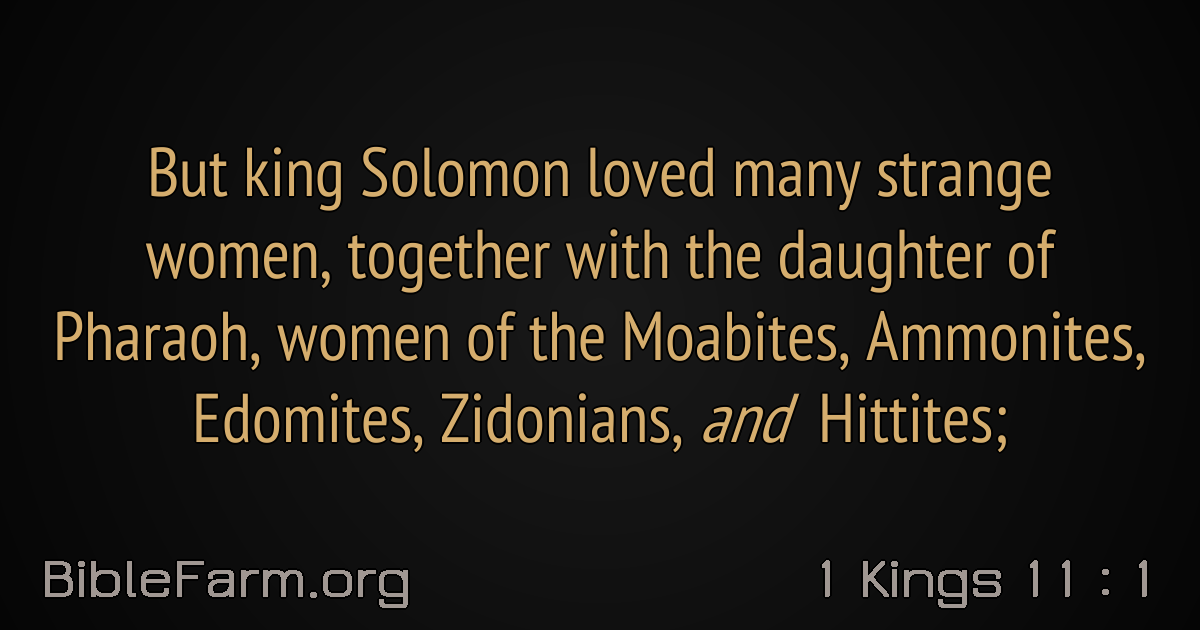 But king Solomon loved many strange
women, together with the daughter of
Pharaoh, women of the Moabites, Ammonites,
Edomites, Zidonians, and Hittites;
BibleFarm.org
1 Kings 11 : 1